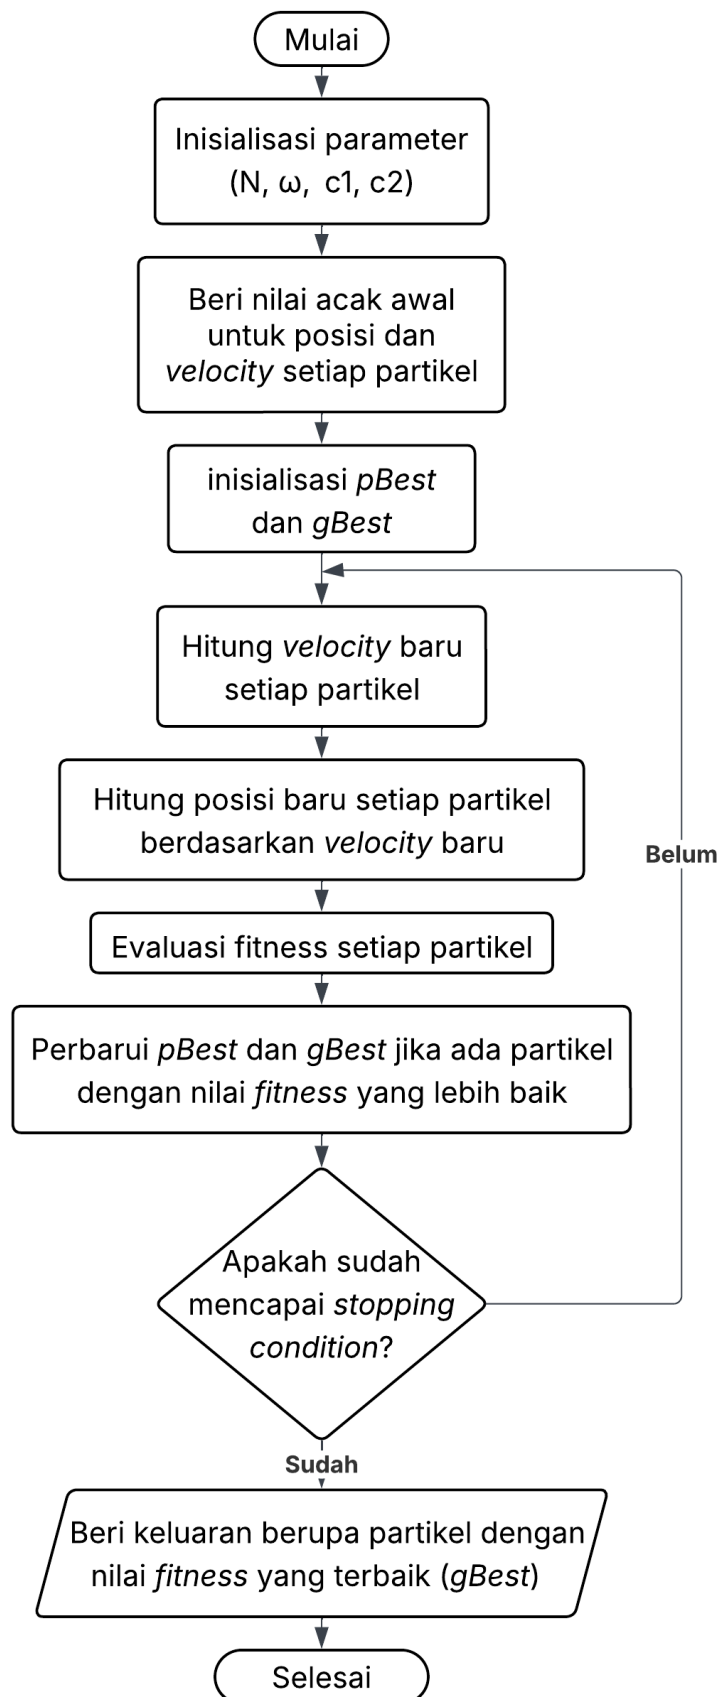 Mulai
Inisialisasi parameter
(N, ω, c1, c2)
Beri nilai acak awal
untuk posisi dan
velocity setiap partikel
inisialisasi pBest
dan gBest
Hitung velocity baru
setiap partikel
Hitung posisi baru setiap partikel
berdasarkan velocity baru
Belum
Evaluasi fitness setiap partikel
Perbarui pBest dan gBest jika ada partikel
dengan nilai fitness yang lebih baik
Apakah sudah
mencapai stopping
condition?
Sudah
Beri keluaran berupa partikel dengan
nilai fitness yang terbaik (gBest)
Selesai